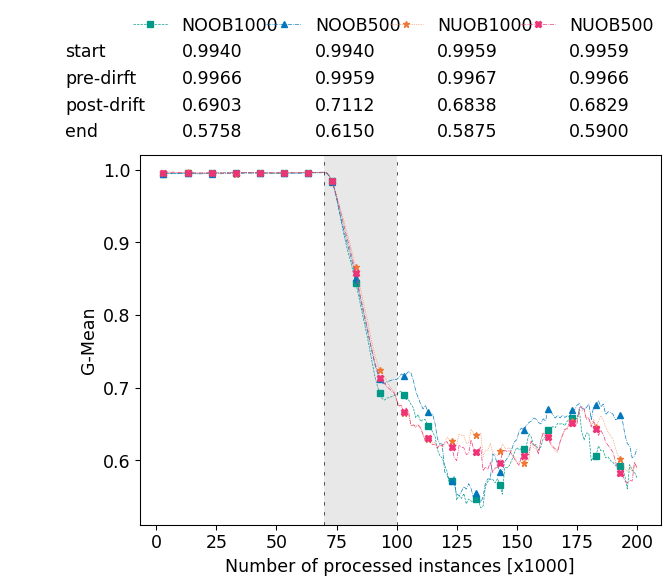 NOOB1000 NOOB500 NUOB1000 NUOB500
start 0.9940 0.9940 0.9959 0.9959
pre-dirft 0.9966 0.9959 0.9967 0.9966
post-drift 0.6903 0.7112 0.6838 0.6829
end 0.5758 0.6150 0.5875 0.5900
1.0
0.9
0.8
0.7
0.6
G-Mean
0 25 50 75 100 125 150 175 200
Number of processed instances [x1000]